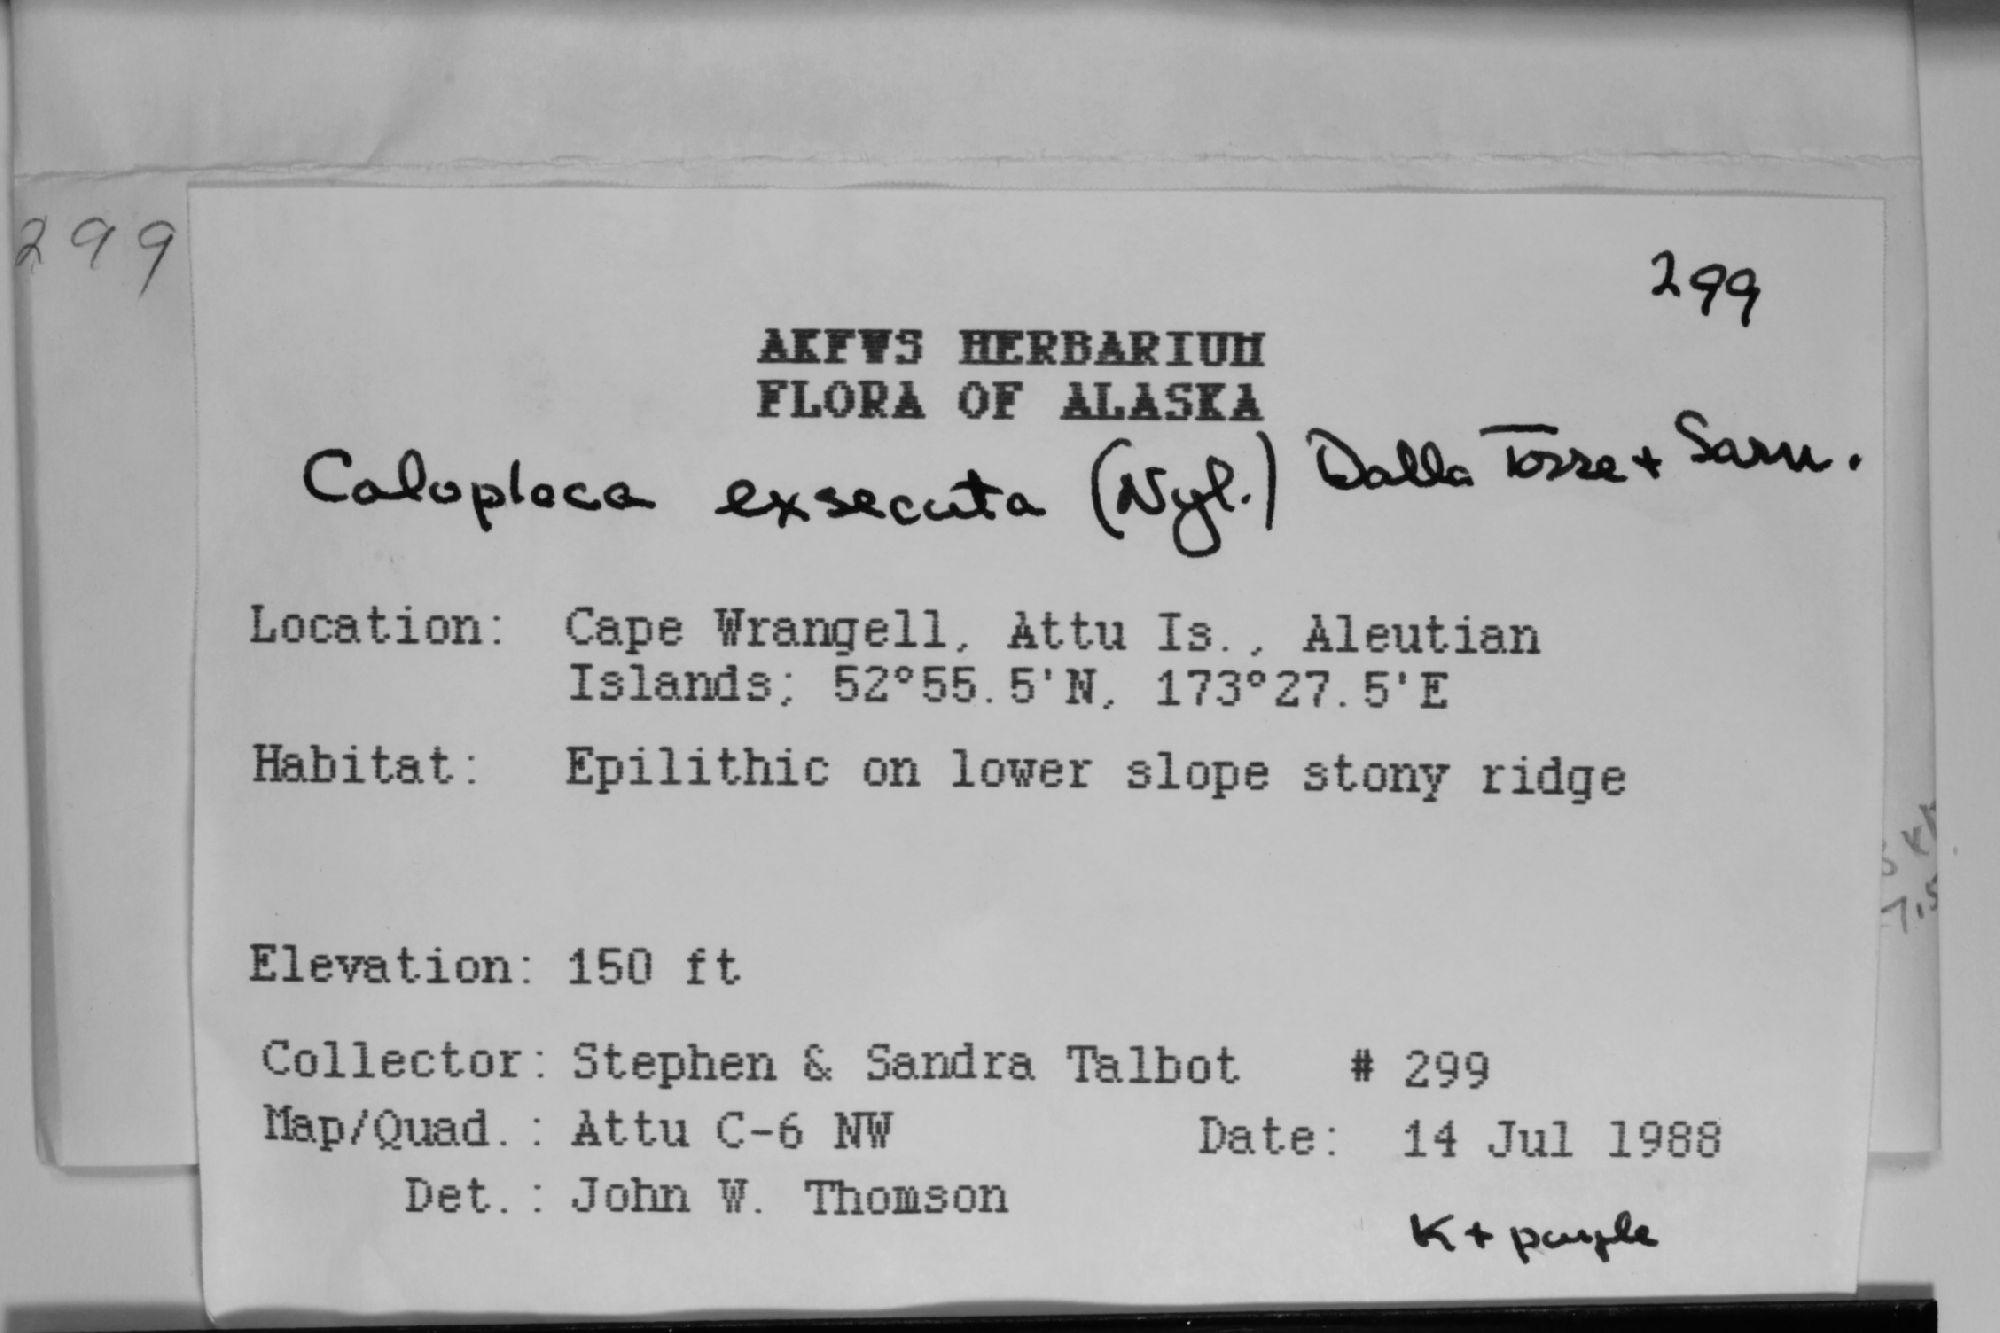 299
299
AKFWS HERBARIUM
FLORA OF ALASKA
Caloplaca exsecuta (Nyl.) Dalla Torre + Sarn.
Location: Cape Wrangell, Attu Is., Aleutian
Islands; 52°55.5'N, 173°27.5'E
Habitat: Epilithic on lower slope stony ridge
7.5
Elevation: 150 ft
Collector: Stephen & Sandra Talbot # 299
Map/Quad.: Attu C-6 NW Date: 14 Jul 1988
Det.: John W. Thomson
K + purple